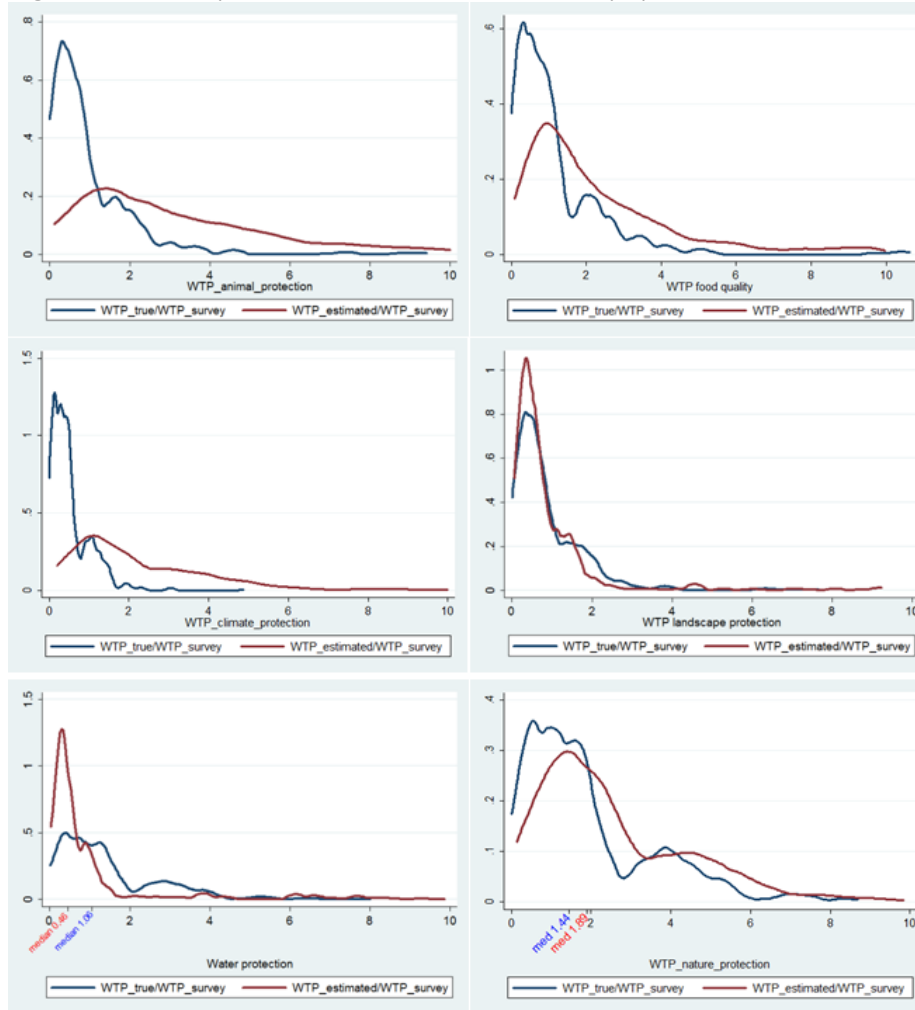 .8
.6
.4
.2
0
0 2 4 6 8 10
WTP_animal_protection
WTP_true/WTP_survey WTP_estimated/WTP_survey
.6
.4
.2
0
0 2 4 6 8 10
WTP food quality
WTP_true/WTP_survey WTP_estimated/WTP_survey
1.5
1
.5
0
0 2 4 6 8 10
WTP_climate_protection
WTP_true/WTP_survey WTP_estimated/WTP_survey
1
.8
.6
.4
.2
0
0 2 4 6 8 10
WTP landscape protection
WTP_true/WTP_survey WTP_estimated/WTP_survey
1.5
1
.5
0
0 2 4 6 8 10
median 0.46
median 1.06
Water protection
WTP_true/WTP_survey WTP_estimated/WTP_survey
.4
.3
.2
.1
0
0 2 4 6 8 10
med 1.44
med 1.89
WTP_nature_protection
WTP_true/WTP_survey WTP_estimated/WTP_survey